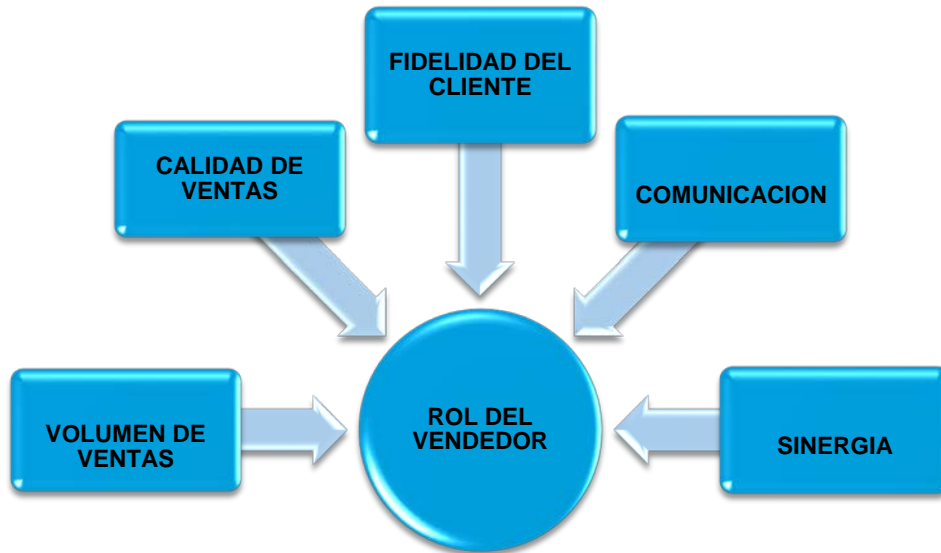 FIDELIDAD DEL
CLIENTE
CALIDAD DE
VENTAS
COMUNICACION
VOLUMEN DE
VENTAS
ROL DEL
VENDEDOR
SINERGIA